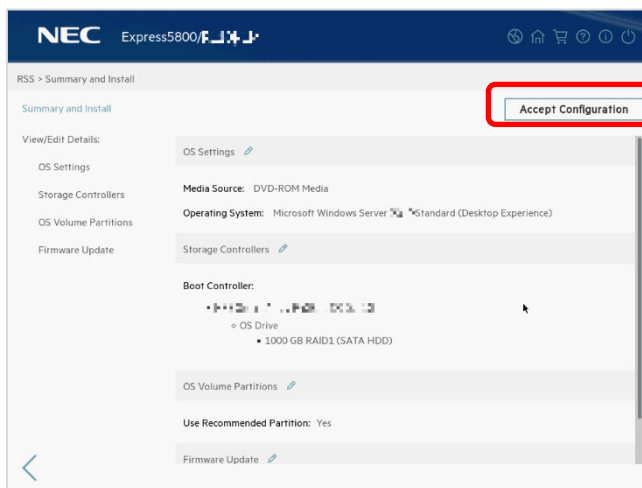 NEC Express5800/
RSS > Summary and Install
Summary and Install
Accept Configuration
View/Edit Details:
OS Settings
Storage Controllers
OS Volume Partitions
Firmware Update
OS Settings
Media Source: DVD-ROM Media
Operating System: Microsoft Windows Server Standard (Desktop Experience)
Storage Controllers
Boot Controller:
OS Drive
1000 GB RAID1 (SATA HDD)
OS Volume Partitions
Use Recommended Partition: Yes
Firmware Update